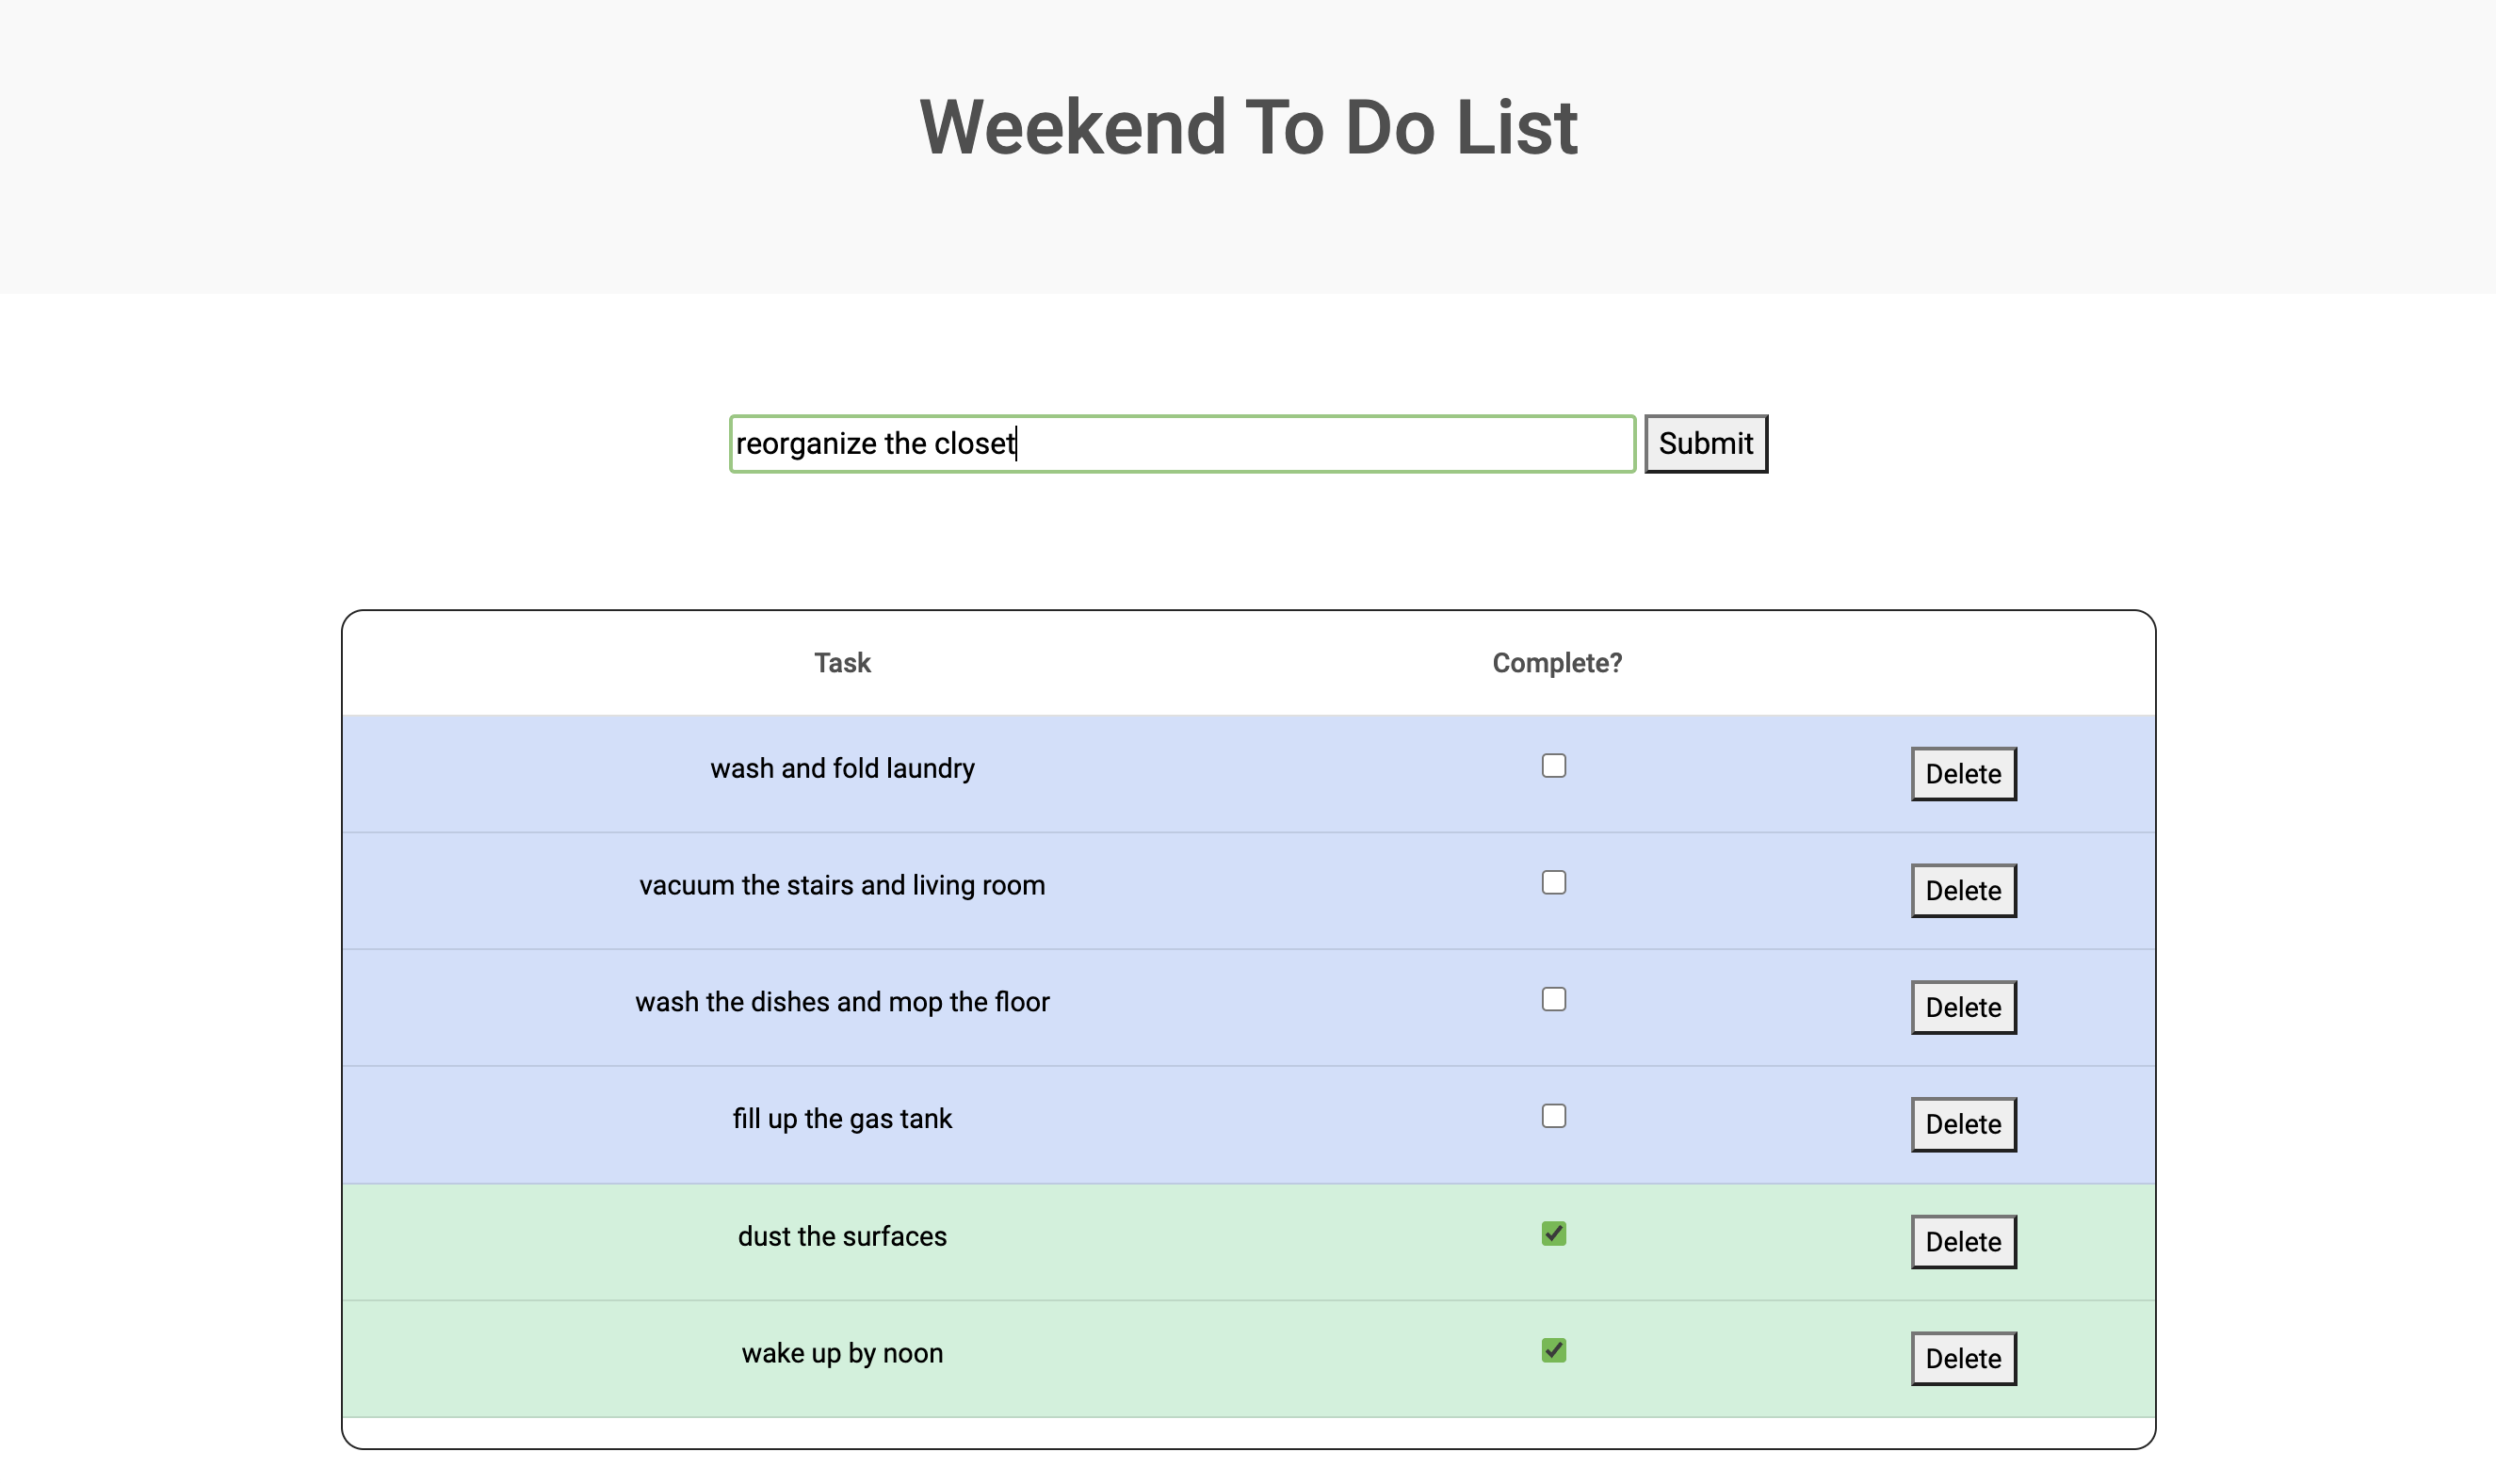 Weekend To Do List
reorganize the closet Submit
Task Complete?
wash and fold laundry Delete
vacuum the stairs and living room Delete
wash the dishes and mop the floor Delete
fill up the gas tank Delete
dust the surfaces Delete
wake up by noon Delete